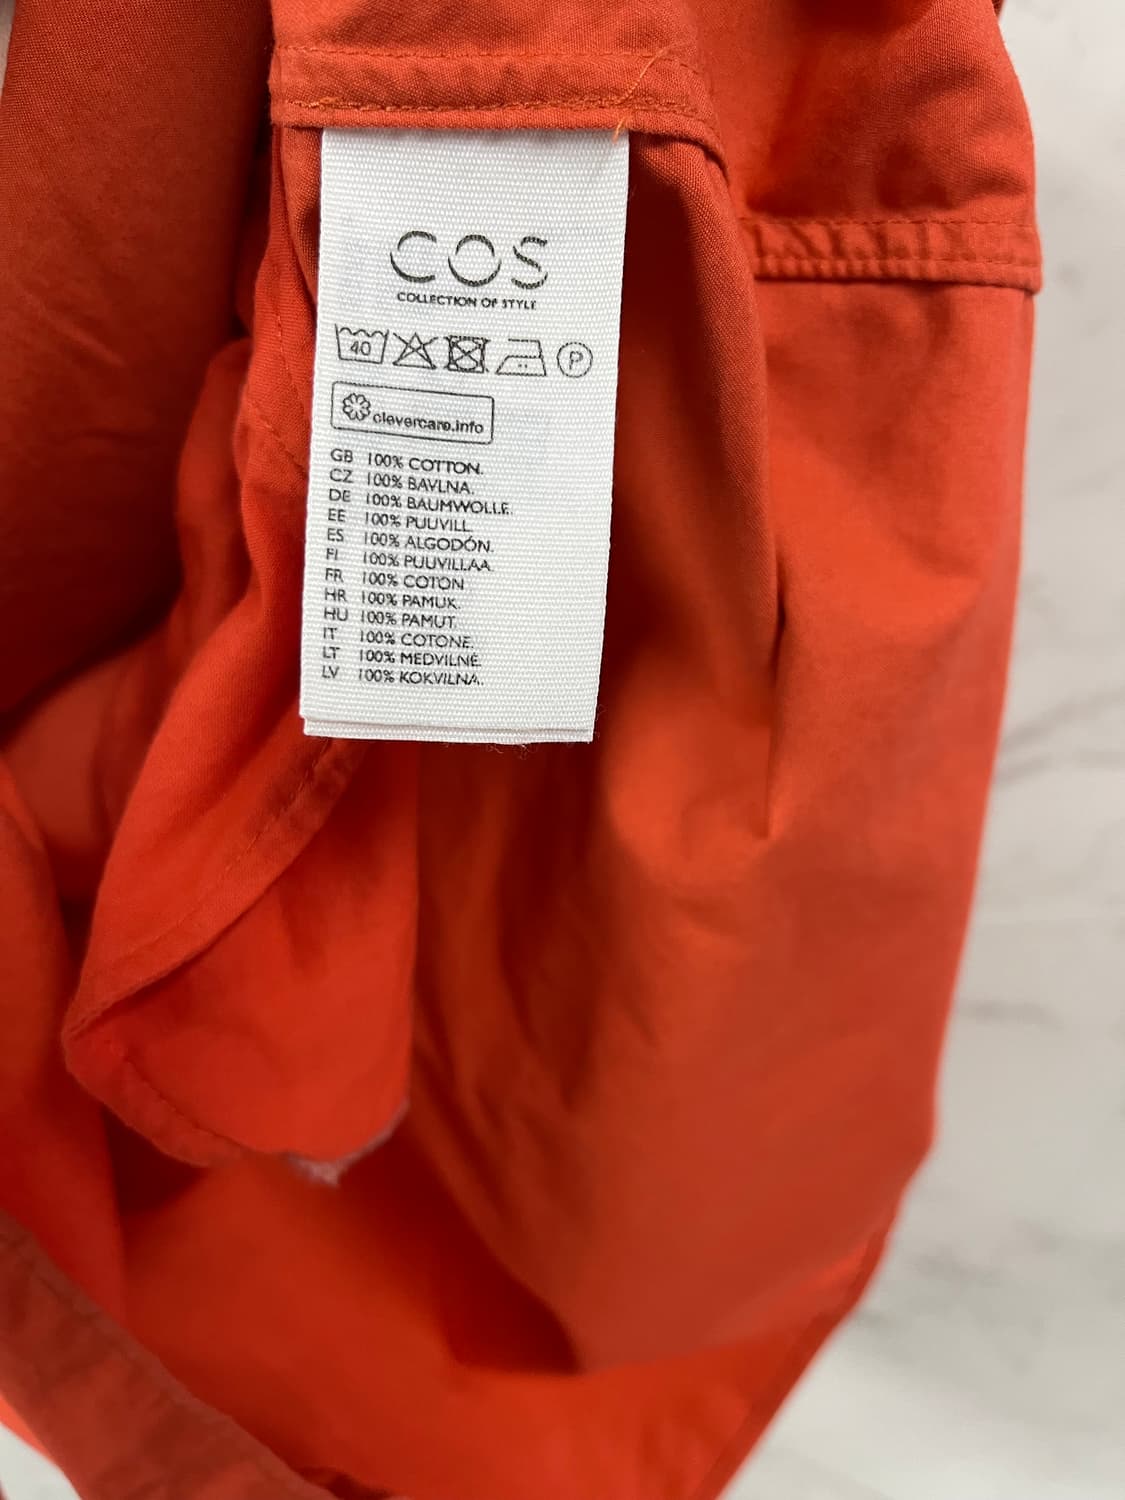 COS
COLLECTION OF STYLE
40 P
clevercare.info
GB 100% COTTON.
CZ 100% BAVLNA.
DE 100% BAUMWOLLE.
EE 100% PUUVILL
ES 100% ALGODÓN.
FI 100% PUUVILLAA.
FR 100% COTON
HR 100% PAMUK.
HU 100% PAMUT.
IT 100% COTONE.
LT 100% MEDVILNĖ.
LV 100% KOKVILNA.